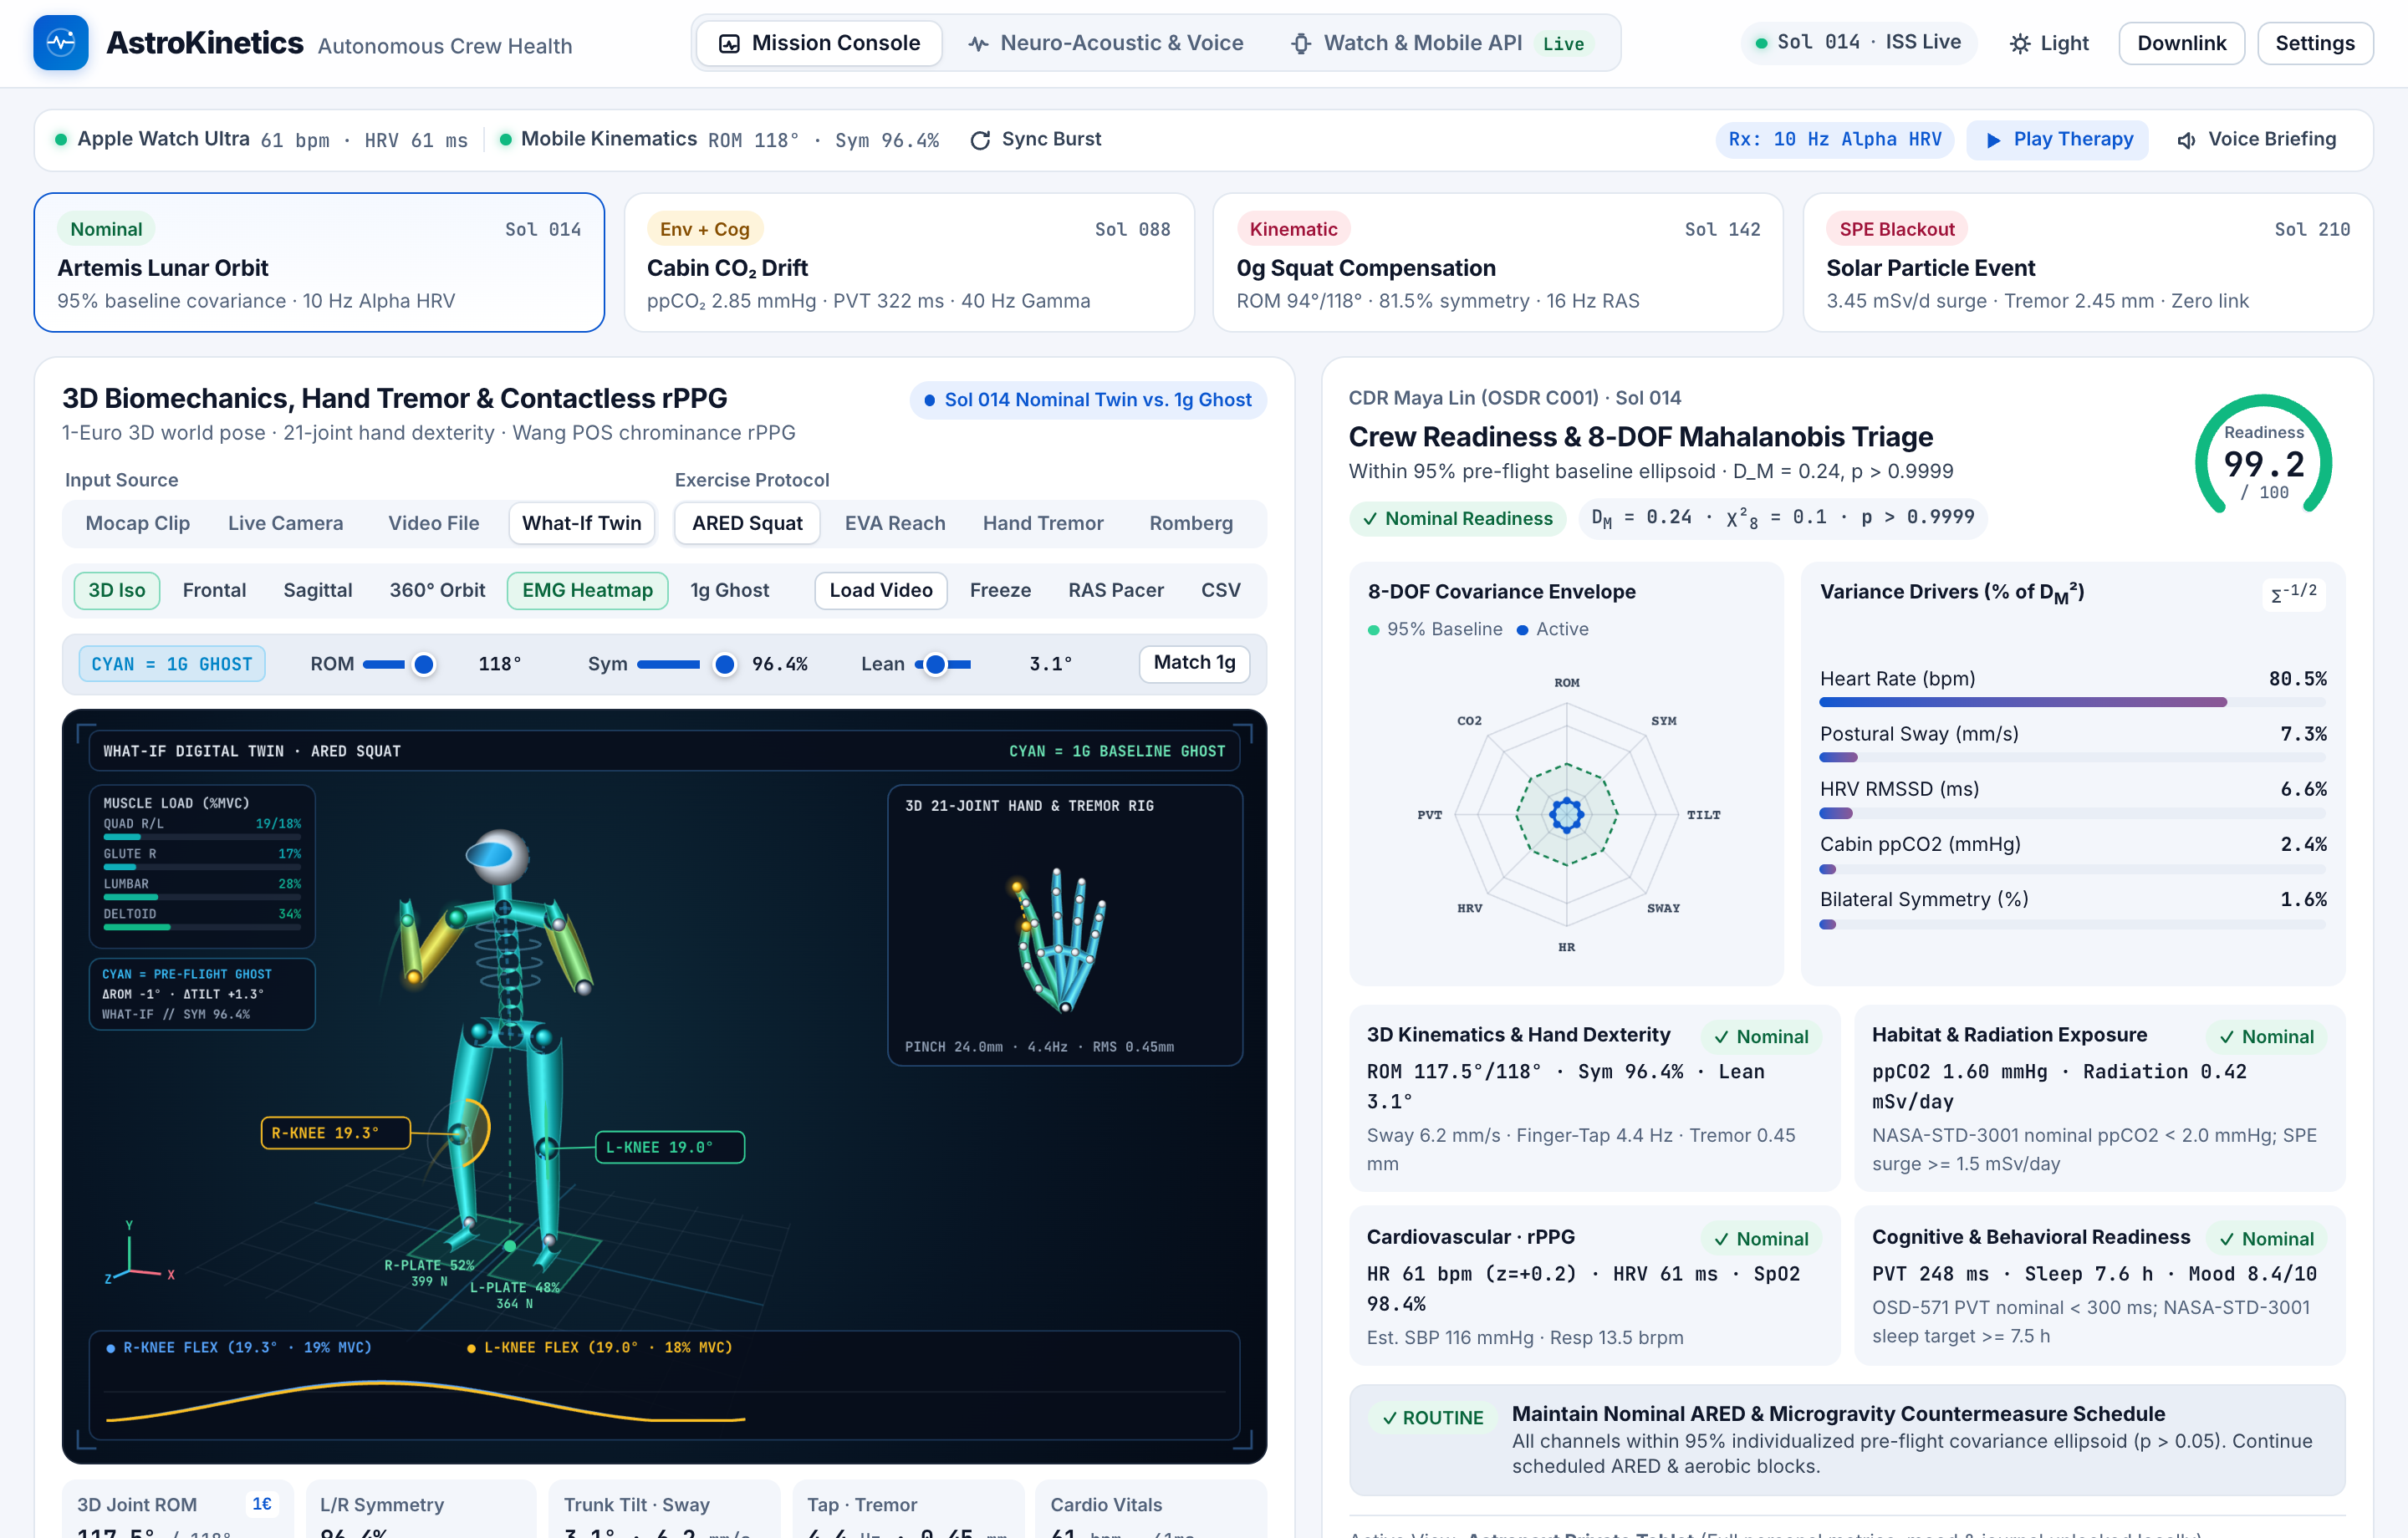 AstroKinetics Autonomous Crew Health
Mission Console
Neuro-Acoustic & Voice
Watch & Mobile API Live
Sol 014 · ISS Live
Light
Downlink
Settings
Apple Watch Ultra 61 bpm · HRV 61 ms
Mobile Kinematics ROM 118° · Sym 96.4%
Sync Burst
Rx: 10 Hz Alpha HRV
Play Therapy
Voice Briefing
Nominal Sol 014
Artemis Lunar Orbit
95% baseline covariance · 10 Hz Alpha HRV
Env + Cog Sol 088
Cabin CO₂ Drift
ppCO₂ 2.85 mmHg · PVT 322 ms · 40 Hz Gamma
Kinematic Sol 142
0g Squat Compensation
ROM 94°/118° · 81.5% symmetry · 16 Hz RAS
SPE Blackout Sol 210
Solar Particle Event
3.45 mSv/d surge · Tremor 2.45 mm · Zero link
3D Biomechanics, Hand Tremor & Contactless rPPG
1-Euro 3D world pose · 21-joint hand dexterity · Wang POS chrominance rPPG
Sol 014 Nominal Twin vs. 1g Ghost
Input Source
Mocap Clip Live Camera Video File What-If Twin
Exercise Protocol
ARED Squat EVA Reach Hand Tremor Romberg
3D Iso Frontal Sagittal 360° Orbit EMG Heatmap 1g Ghost Load Video Freeze RAS Pacer CSV
CYAN = 1G GHOST ROM 118° Sym 96.4% Lean 3.1° Match 1g
WHAT-IF DIGITAL TWIN · ARED SQUAT
CYAN = 1G BASELINE GHOST
MUSCLE LOAD (%MVC)
QUAD R/L 19/18%
GLUTE R 17%
LUMBAR 28%
DELTOID 34%
CYAN = PRE-FLIGHT GHOST
ΔROM -1° · ΔTILT +1.3°
WHAT-IF // SYM 96.4%
3D 21-JOINT HAND & TREMOR RIG
PINCH 24.0mm · 4.4Hz · RMS 0.45mm
R-KNEE 19.3°
L-KNEE 19.0°
Y
Z
X
R-PLATE 52%
399 N
L-PLATE 48%
364 N
R-KNEE FLEX (19.3° · 19% MVC)
L-KNEE FLEX (19.0° · 18% MVC)
3D Joint ROM 1€
117.5° / 118°
L/R Symmetry
96.4%
Trunk Tilt · Sway
3.1° · 6.2 mm/s
Tap · Tremor
4.4 Hz · 0.45 mm
Cardio Vitals
61 bpm · 61ms
CDR Maya Lin (OSDR C001) · Sol 014
Crew Readiness & 8-DOF Mahalanobis Triage
Within 95% pre-flight baseline ellipsoid · D_M = 0.24, p > 0.9999
Nominal Readiness
D_M = 0.24 · χ²₈ = 0.1 · p > 0.9999
Readiness
99.2
/ 100
8-DOF Covariance Envelope
95% Baseline Active
ROM
SYM
TILT
SWAY
HR
HRV
PVT
CO2
Variance Drivers (% of D_M²) Σ⁻¹/²
Heart Rate (bpm) 80.5%
Postural Sway (mm/s) 7.3%
HRV RMSSD (ms) 6.6%
Cabin ppCO2 (mmHg) 2.4%
Bilateral Symmetry (%) 1.6%
3D Kinematics & Hand Dexterity Nominal
ROM 117.5°/118° · Sym 96.4% · Lean
3.1°
Sway 6.2 mm/s · Finger-Tap 4.4 Hz · Tremor 0.45
mm
Habitat & Radiation Exposure Nominal
ppCO2 1.60 mmHg · Radiation 0.42
mSv/day
NASA-STD-3001 nominal ppCO2 < 2.0 mmHg; SPE
surge >= 1.5 mSv/day
Cardiovascular · rPPG Nominal
HR 61 bpm (z=+0.2) · HRV 61 ms · SpO2
98.4%
Est. SBP 116 mmHg · Resp 13.5 brpm
Cognitive & Behavioral Readiness Nominal
PVT 248 ms · Sleep 7.6 h · Mood 8.4/10
OSD-571 PVT nominal < 300 ms; NASA-STD-3001
sleep target >= 7.5 h
ROUTINE
Maintain Nominal ARED & Microgravity Countermeasure Schedule
All channels within 95% individualized pre-flight covariance ellipsoid (p > 0.05). Continue
scheduled ARED & aerobic blocks.